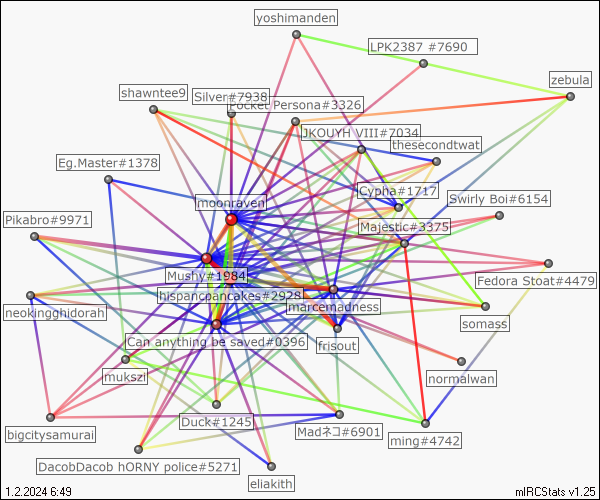 yoshimanden
LPK2387 #7690
zebula
shawntee9
Silver#7938
Pocket Persona#3326
JKOUYH_VIII#7034
thesecondtwat
Eg.Master#1378
Cypha#1717
Swirly Boi#6154
moonraven
Majestic#3375
Pikabro#9971
Mushy#1984
Fedora Stoat#4479
hispancpancakes#2928
neokingghidorah
marcemadness
somass
Can anything be saved#0396
frisout
mukszi
normalwan
Duck#1245
bigcitysamurai
Madネコ#6901
ming#4742
DacobDacob hORNY police#5271
eliakith
1.2.2024 6:49
mIRCStats v1.25